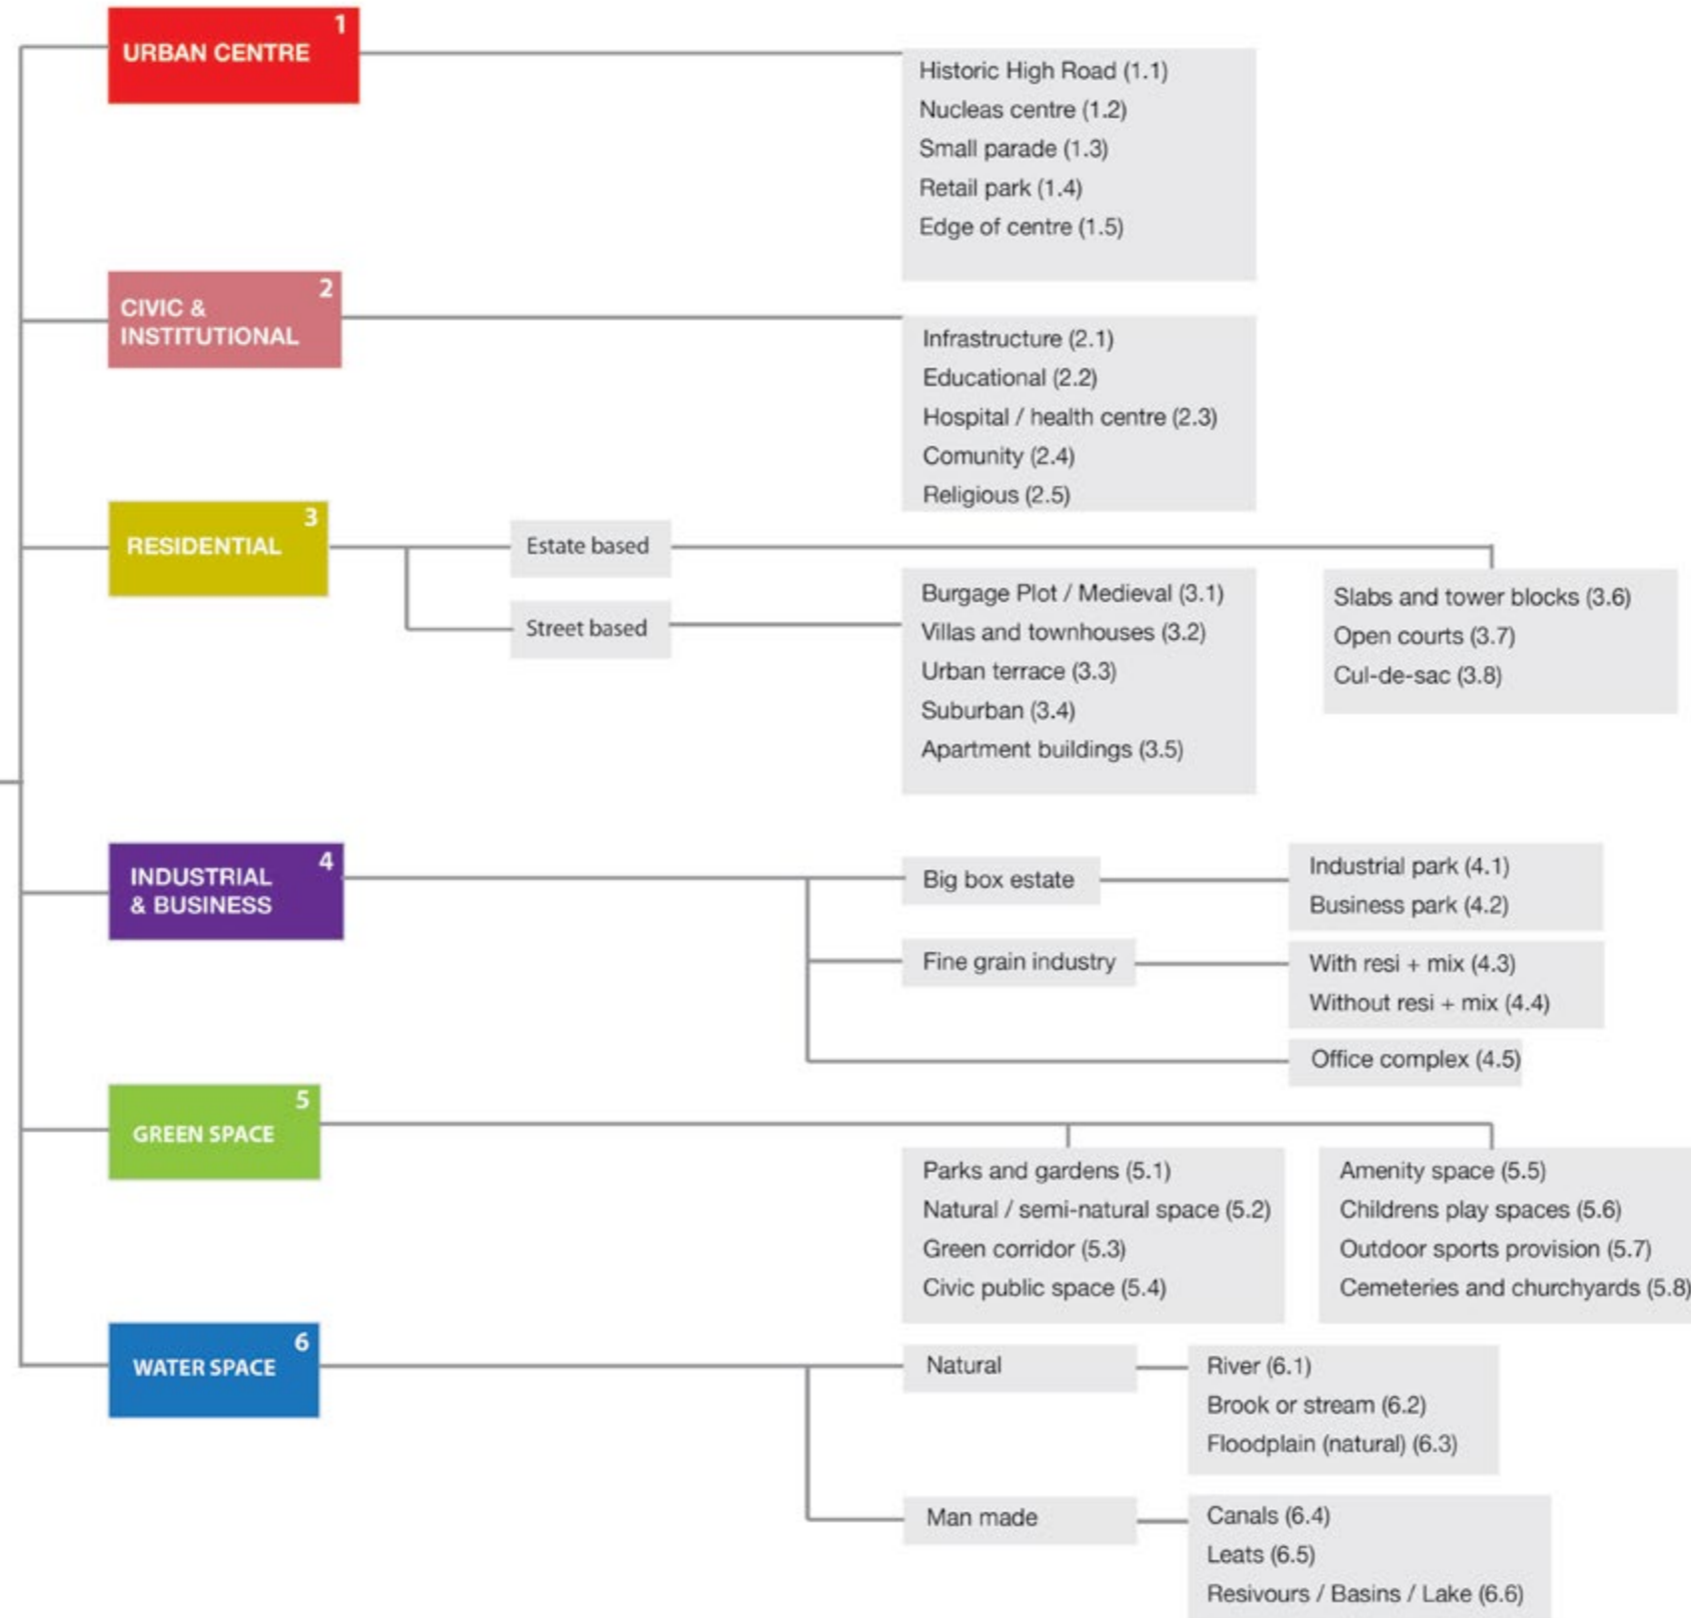 1
URBAN CENTRE
Historic High Road (1.1)
Nucleas centre (1.2)
Small parade (1.3)
Retail park (1.4)
Edge of centre (1.5)
2
CIVIC &
INSTITUTIONAL
Infrastructure (2.1)
Educational (2.2)
Hospital / health centre (2.3)
Comunity (2.4)
Religious (2.5)
3
RESIDENTIAL
Estate based
Street based
Burgage Plot / Medieval (3.1)
Villas and townhouses (3.2)
Urban terrace (3.3)
Suburban (3.4)
Apartment buildings (3.5)
Slabs and tower blocks (3.6)
Open courts (3.7)
Cul-de-sac (3.8)
4
INDUSTRIAL
& BUSINESS
Big box estate
Industrial park (4.1)
Business park (4.2)
Fine grain industry
With resi + mix (4.3)
Without resi + mix (4.4)
Office complex (4.5)
5
GREEN SPACE
Parks and gardens (5.1)
Natural / semi-natural space (5.2)
Green corridor (5.3)
Civic public space (5.4)
Amenity space (5.5)
Childrens play spaces (5.6)
Outdoor sports provision (5.7)
Cemeteries and churchyards (5.8)
6
WATER SPACE
Natural
River (6.1)
Brook or stream (6.2)
Floodplain (natural) (6.3)
Man made
Canals (6.4)
Leats (6.5)
Resivours / Basins / Lake (6.6)